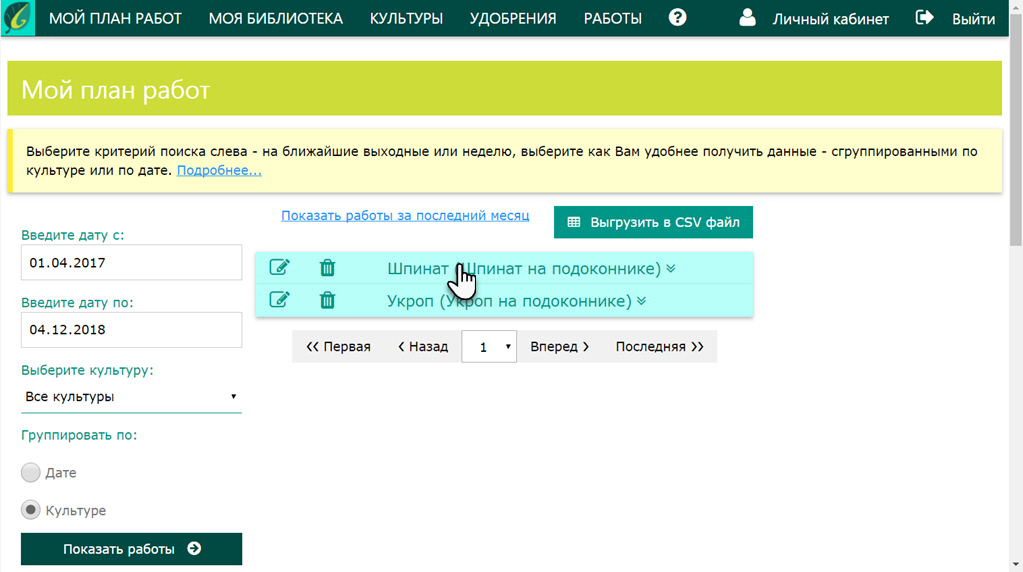 МОЙ ПЛАН РАБОТ МОЯ БИБЛИОТЕКА КУЛЬТУРЫ УДОБРЕНИЯ РАБОТЫ ? Личный кабинет Выйти
Мой план работ
Выберите критерий поиска слева - на ближайшие выходные или неделю, выберите как Вам удобнее получить данные - сгруппированными по
культуре или по дате. Подробнее...
Показать работы за последний месяц
Выгрузить в CSV файл
Введите дату с:
01.04.2017
Введите дату по:
04.12.2018
Выберите культуру:
Все культуры
Группировать по:
Дате
Культуре
Показать работы
Шпинат (Шпинат на подоконнике)
Укроп (Укроп на подоконнике)
Первая Назад 1 Вперед Последняя